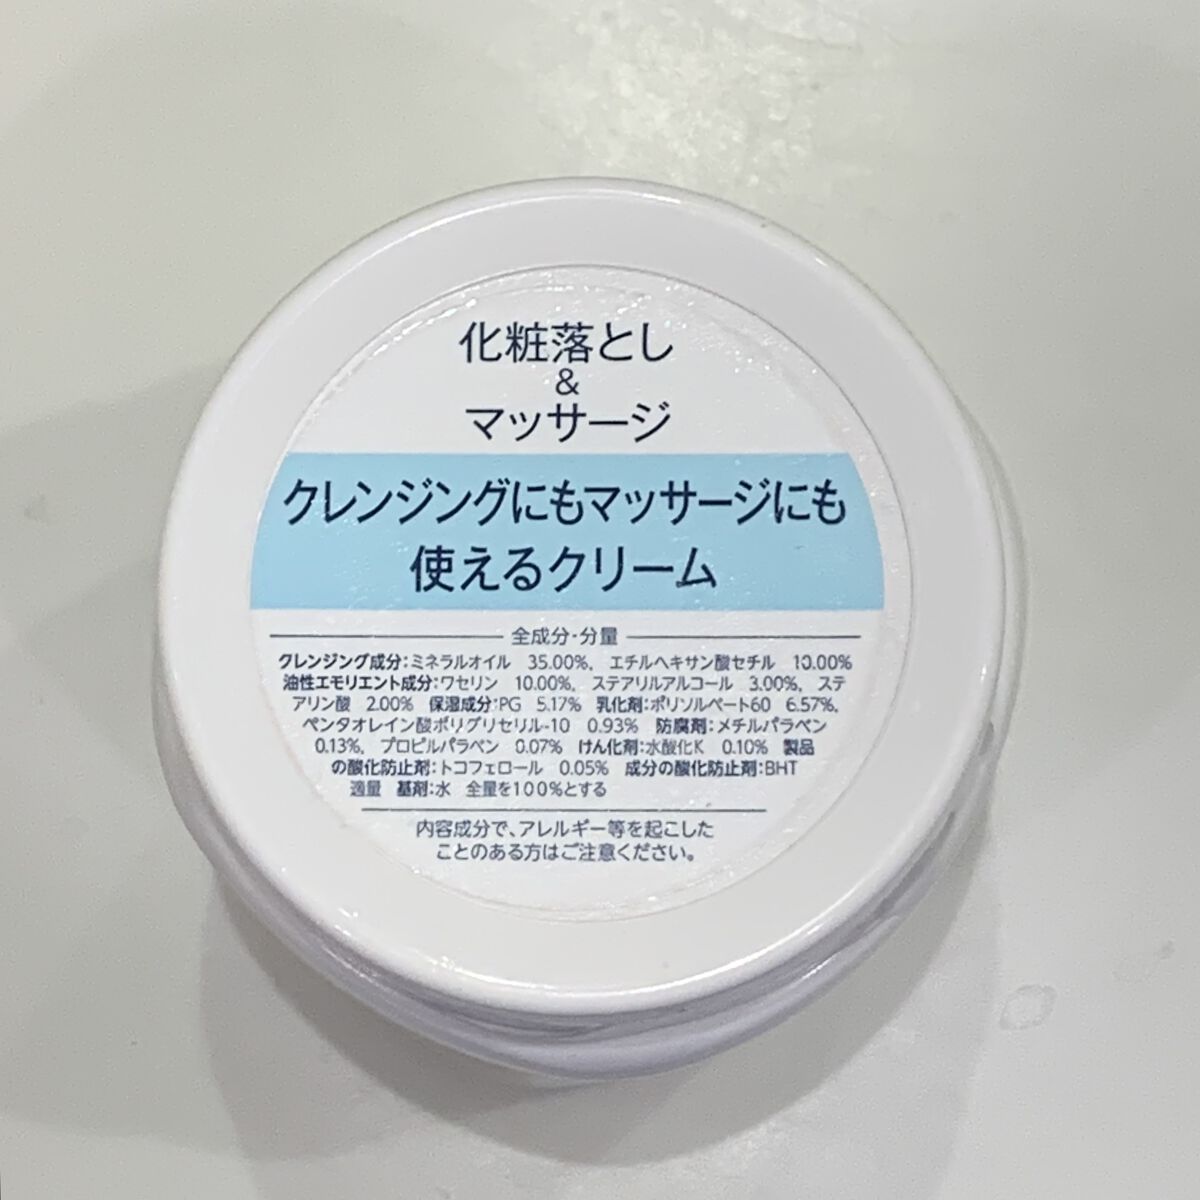 化粧落とし
&
マッサージ
クレンジングにもマッサージにも
使えるクリーム
全成分・分量
クレンジング成分:ミネラルオイル 35.00%、 エチルヘキサン酸セチル 10.00%
油性エモリエント成分:ワセリン 10.00%、 ステアリルアルコール 3.00%、 ステ
アリン酸 2.00% 保湿成分:PG 5.17% 乳化剤:ポリソルベート60 6.57%、
ペンタオレイン酸ポリグリセリル-10 0.93% 防腐剤:メチルパラベン
0.13%、 プロピルパラベン 0.07% けん化剤:水酸化K 0.10% 製品
の酸化防止剤:トコフェロール 0.05% 成分の酸化防止剤:BHT
適量 基剤:水 全量を100%とする
内容成分で、アレルギー等を起こした
ことのある方はご注意ください。